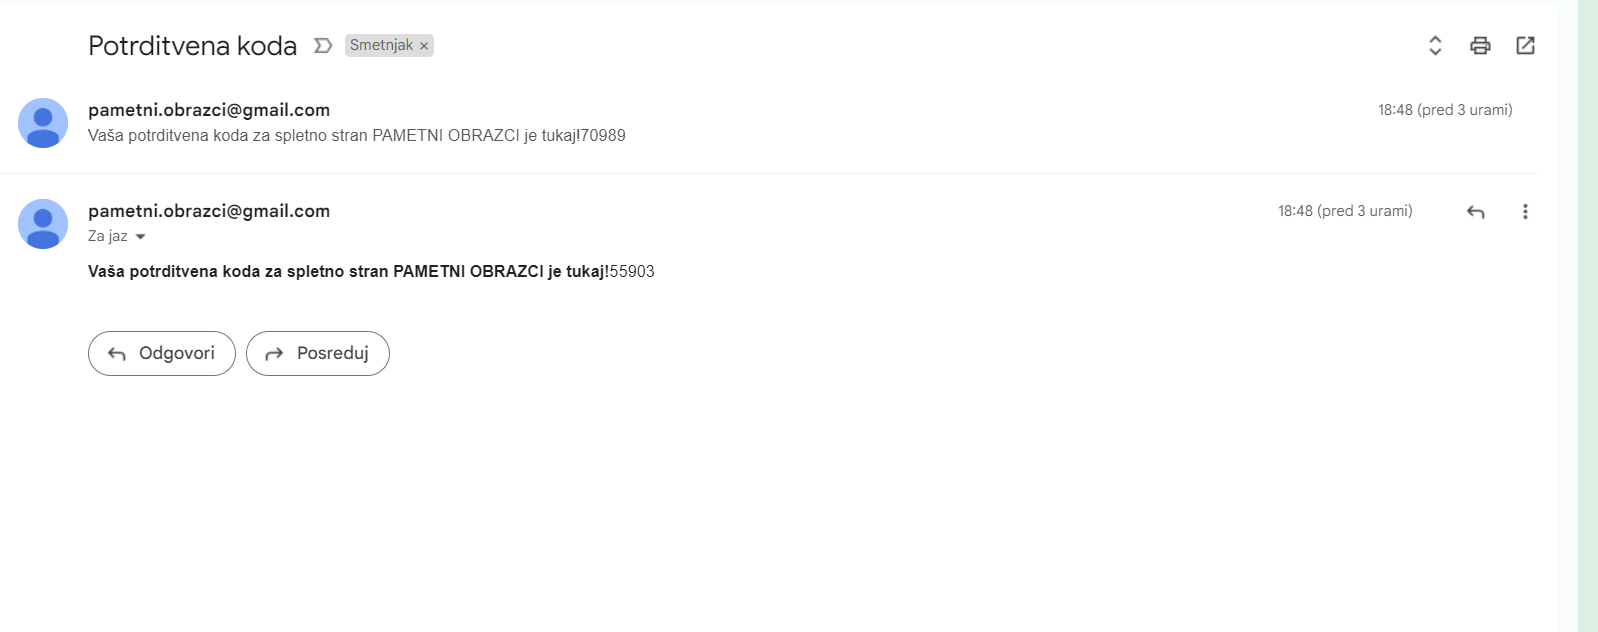 Potrditvena koda Smetnjak ×
pametni.obrazci@gmail.com 18:48 (pred 3 urami)
Vaša potrditvena koda za spletno stran PAMETNI OBRAZCI je tukaj!70989
pametni.obrazci@gmail.com 18:48 (pred 3 urami)
Za jaz
Vaša potrditvena koda za spletno stran PAMETNI OBRAZCI je tukaj!55903
Odgovori Posreduj